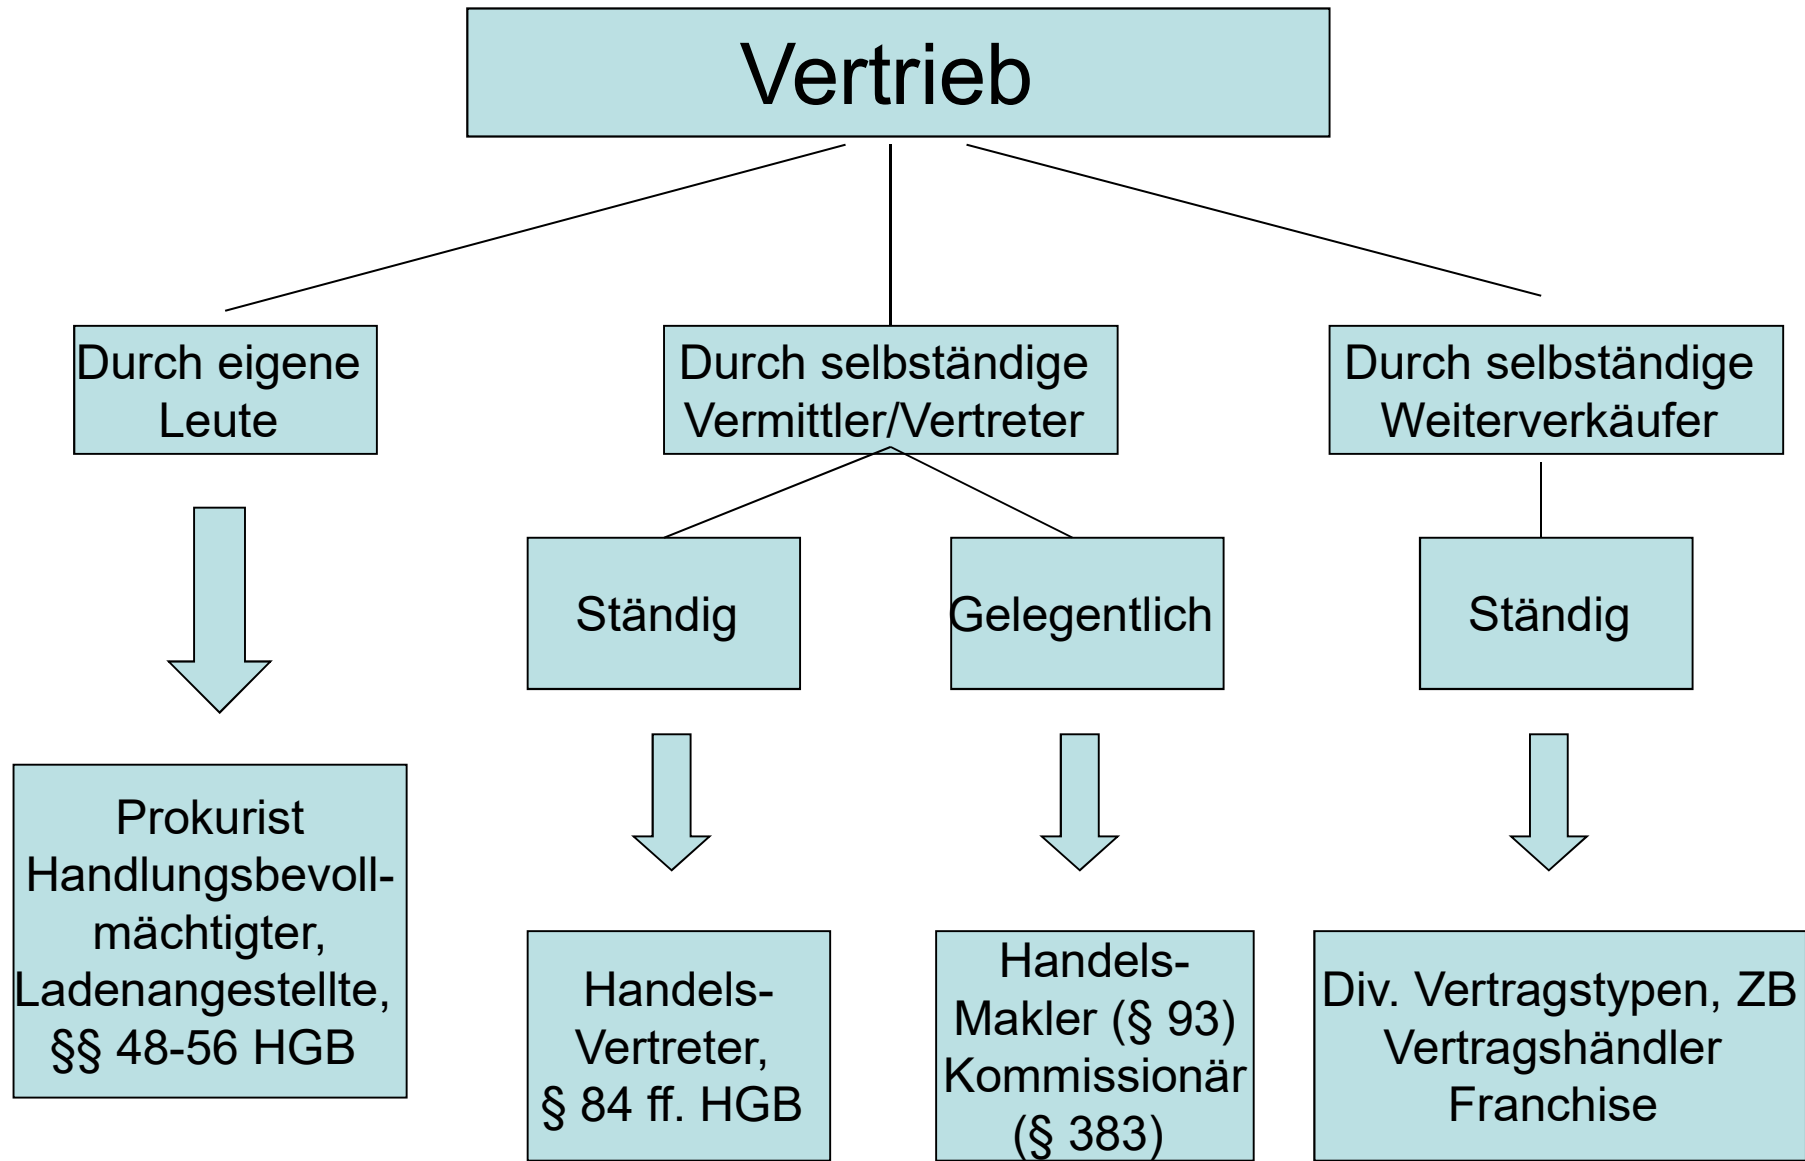 Vertrieb
Durch eigene
Leute
Durch selbständige
Vermittler/Vertreter
Durch selbständige
Weiterverkäufer
Ständig
Gelegentlich
Ständig
Prokurist
Handlungsbevoll-
mächtigter,
Ladenangestellte,
§§ 48-56 HGB
Handels-
Vertreter,
§ 84 ff. HGB
Handels-
Makler (§ 93)
Kommissionär
(§ 383)
Div. Vertragstypen, ZB
Vertragshändler
Franchise